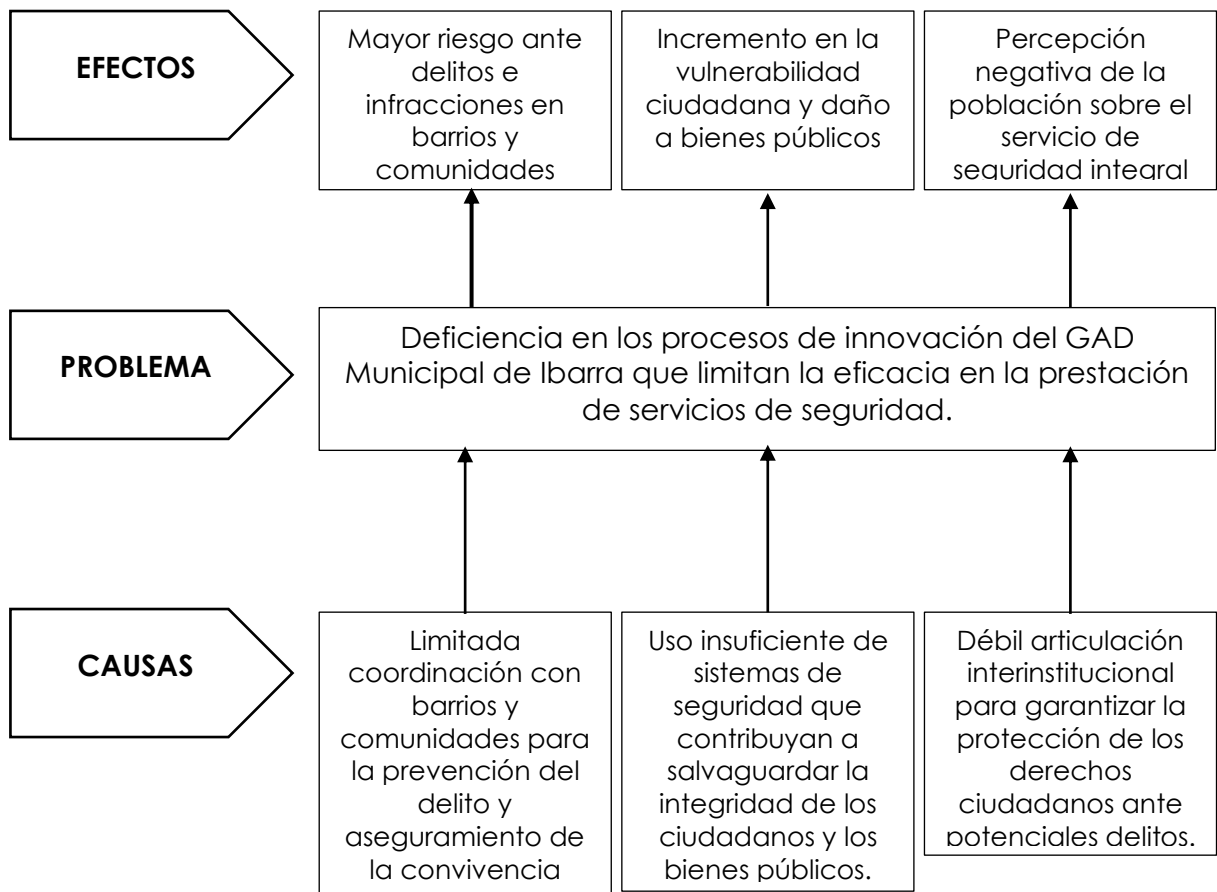 EFECTOS
Mayor riesgo ante
delitos e
infracciones en
barrios y
comunidades
Incremento en la
vulnerabilidad
ciudadana y daño
a bienes públicos
Percepción
negativa de la
población sobre el
servicio de
seguridad integral
PROBLEMA
Deficiencia en los procesos de innovación del GAD
Municipal de Ibarra que limitan la eficacia en la prestación
de servicios de seguridad.
CAUSAS
Limitada
coordinación con
barrios y
comunidades para
la prevención del
delito y
aseguramiento de
la convivencia
Uso insuficiente de
sistemas de
seguridad que
contribuyan a
salvaguardar la
integridad de los
ciudadanos y los
bienes públicos.
Débil articulación
interinstitucional
para garantizar la
protección de los
derechos
ciudadanos ante
potenciales delitos.